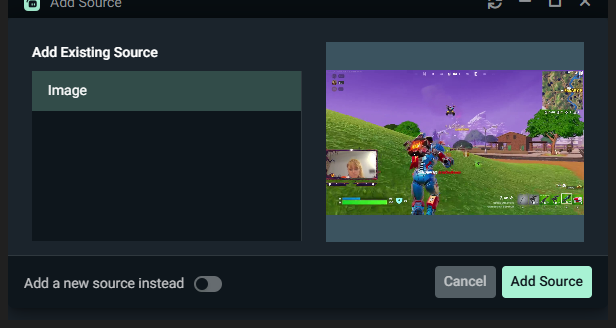 Add Source
Add Existing Source
Image
Add a new source instead
Cancel
Add Source